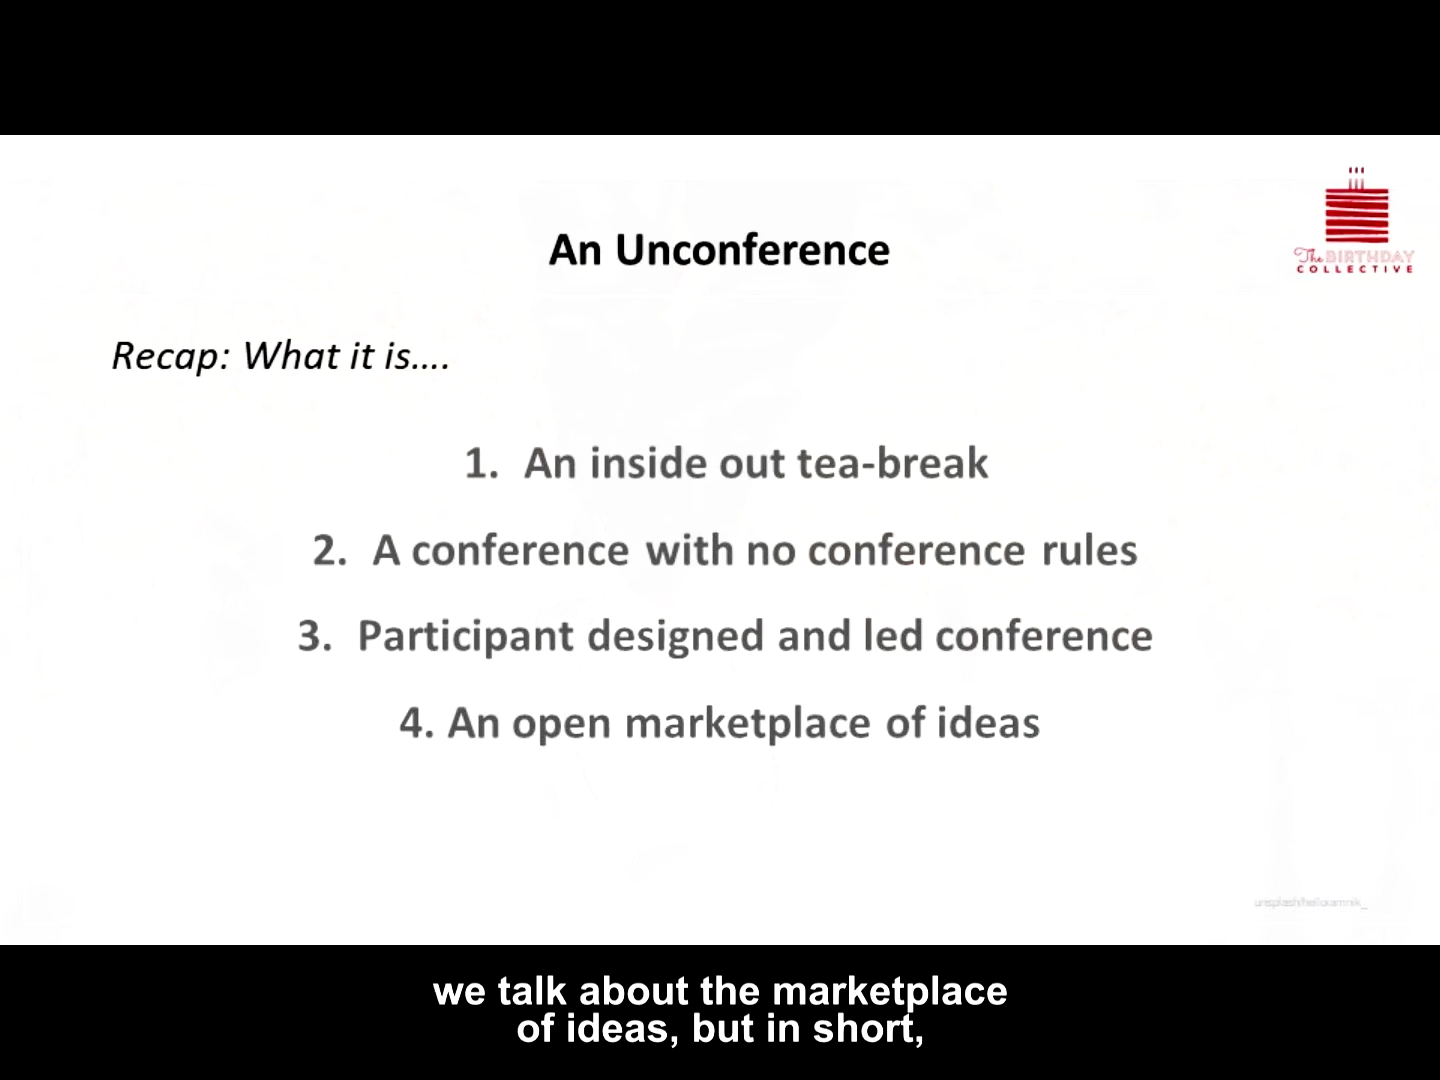 The BIRTHDAY
COLLECTIVE
An Unconference
Recap: What it is....
1. An inside out tea-break
2. A conference with no conference rules
3. Participant designed and led conference
4. An open marketplace of ideas
we talk about the marketplace
of ideas, but in short,